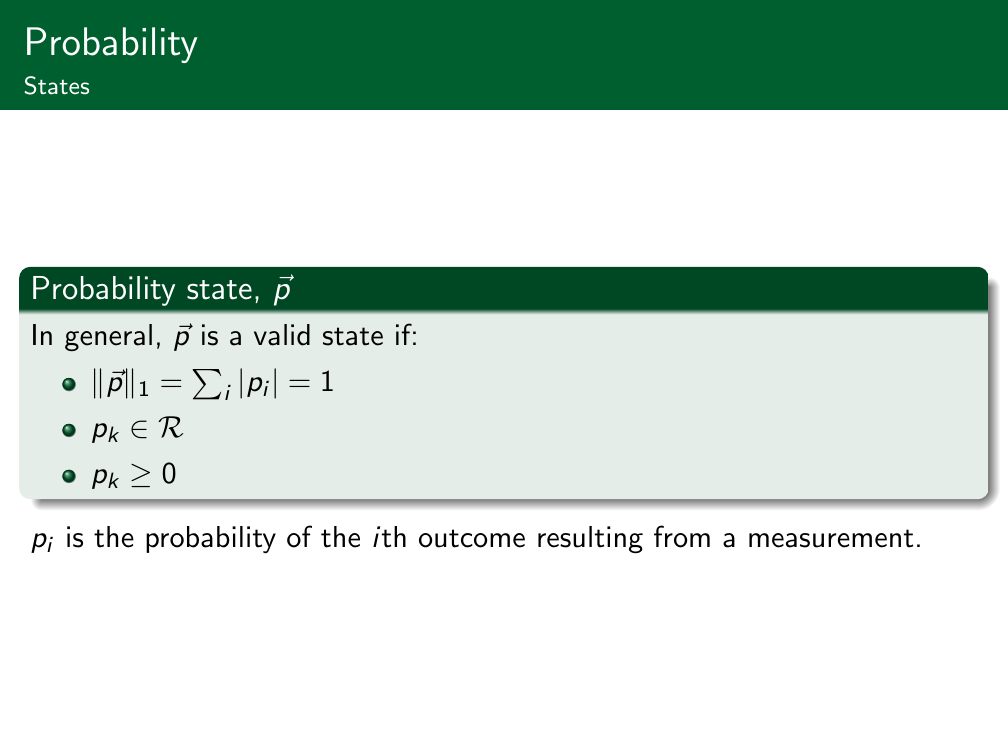 Probability
States
Probability state, $\vec{p}$
In general, $\vec{p}$ is a valid state if:
$\|\vec{p}\|_1 = \sum_i |p_i| = 1$
$p_k \in \mathcal{R}$
$p_k \geq 0$
$p_i$ is the probability of the $i$th outcome resulting from a measurement.